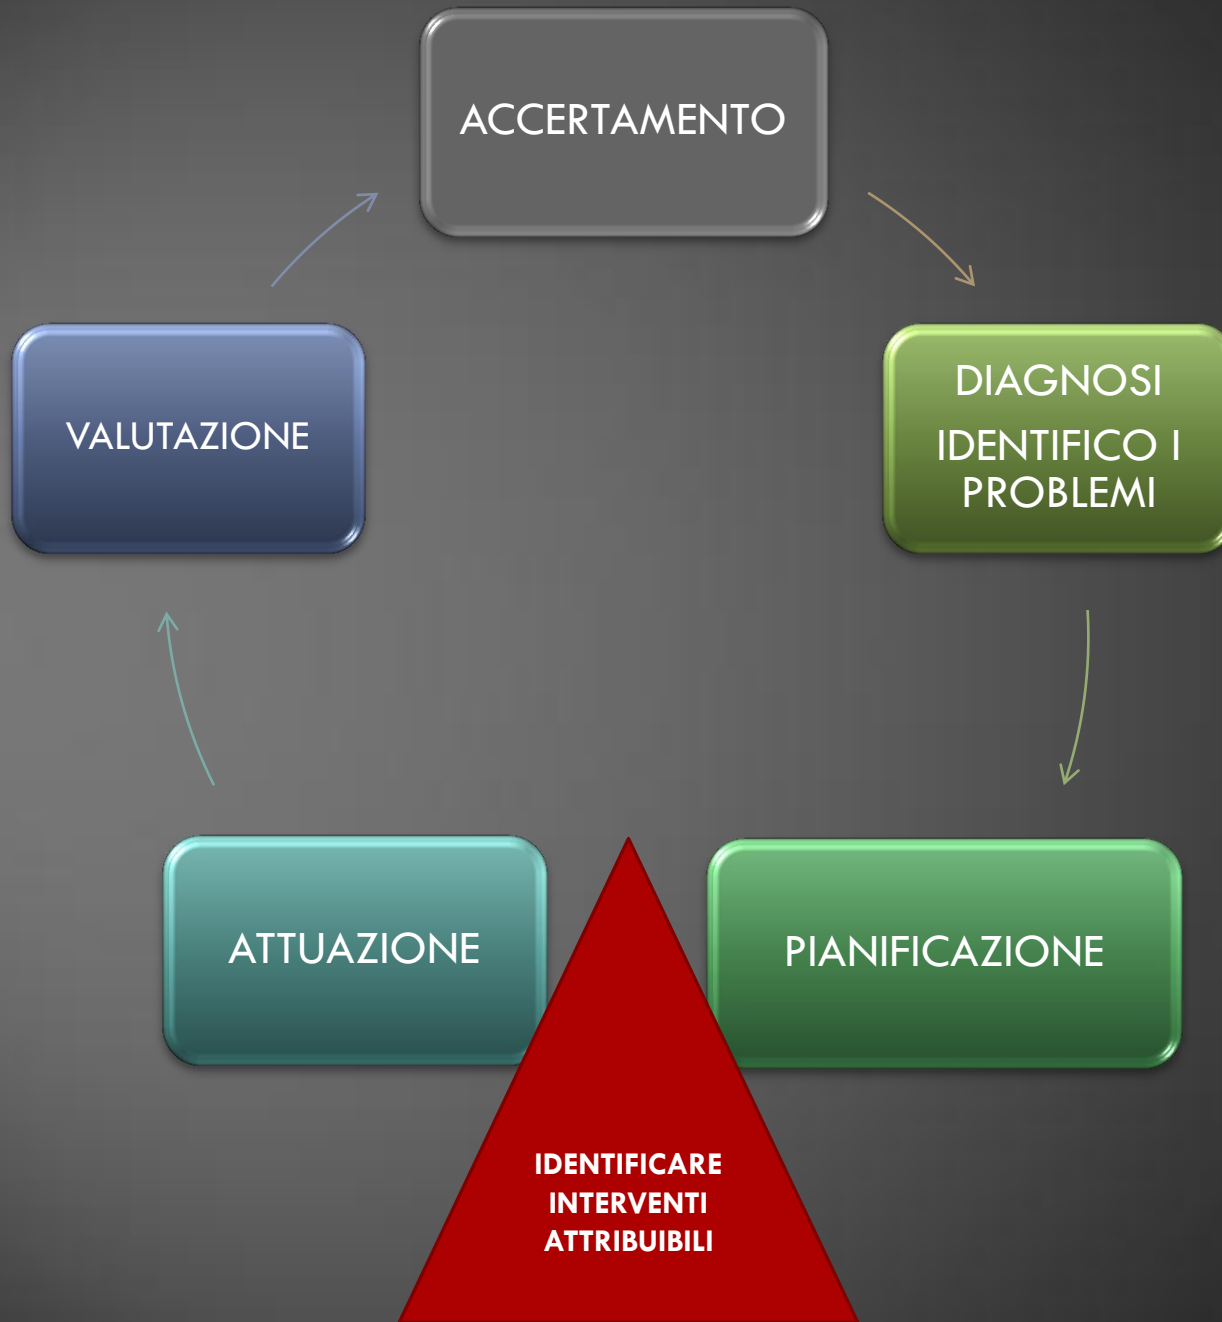 ACCERTAMENTO
DIAGNOSI
IDENTIFICO I
PROBLEMI
PIANIFICAZIONE
IDENTIFICARE
INTERVENTI
ATTRIBUIBILI
ATTUAZIONE
VALUTAZIONE